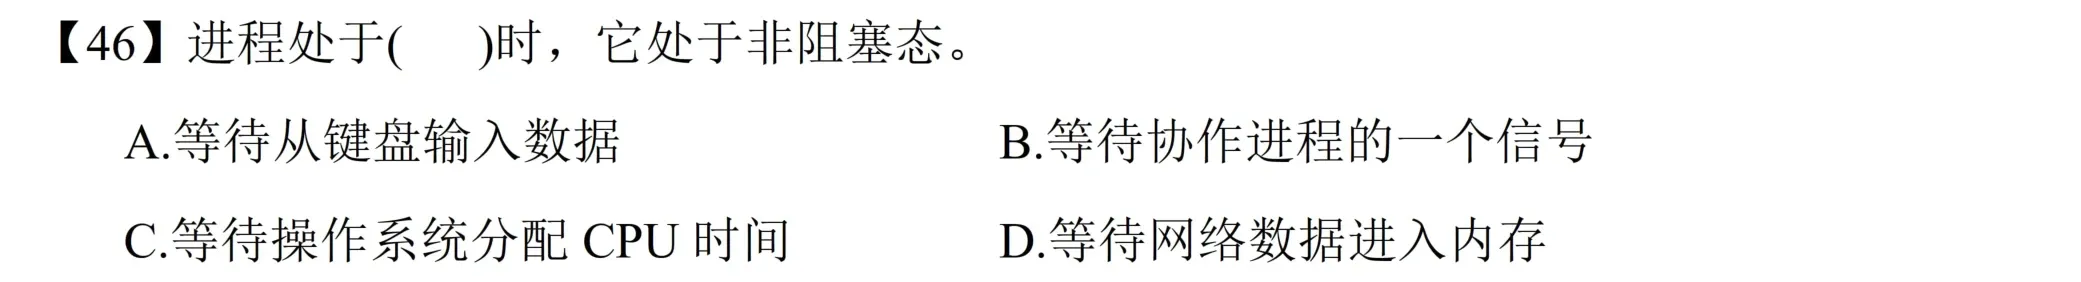 【46】进程处于(　)时，它处于非阻塞态。
A.等待从键盘输入数据　B.等待协作进程的一个信号
C.等待操作系统分配 CPU 时间　D.等待网络数据进入内存